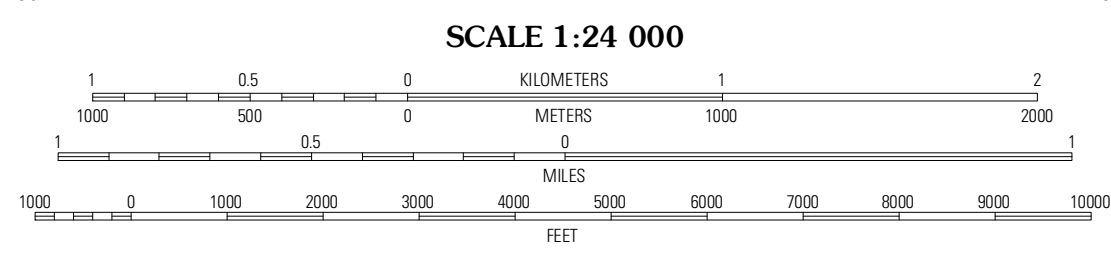 SCALE 1:24 000
1 0.5 0 KILOMETERS 1 2
1000 500 0 METERS 1000 2000
1 0.5 0 1
MILES
1000 0 1000 2000 3000 4000 5000 6000 7000 8000 9000 10000
FEET